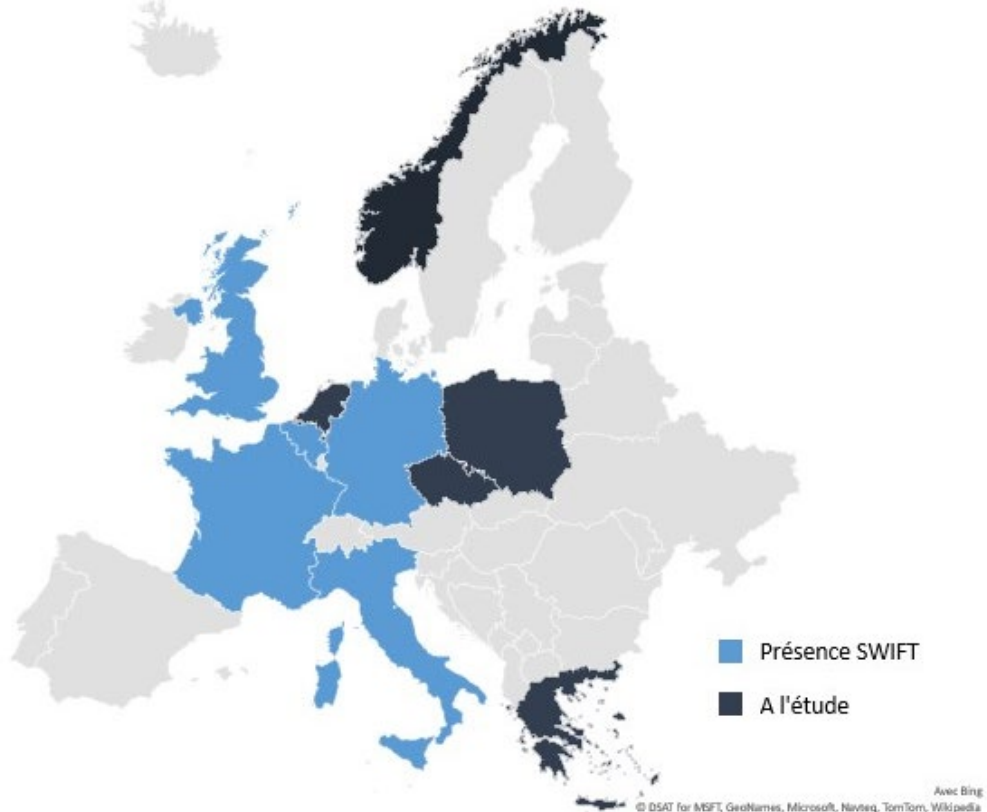 Présence SWIFT
A l'étude
Avec Bing
© DSAT for MSFT, GeoNames, Microsoft, Navteq, TomTom, Wikipedia